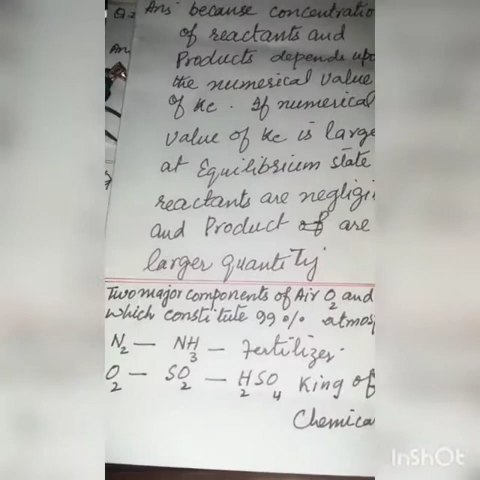 Ans because concentratio
of reactants and
Products depends upo
the numerical value
of Kc. If numerical
value of Kc is large
at Equilibrium state
reactants are negligi
and Product of are
larger quantity
Two major components of Air O2 and
which constitute 99% atmos
N2 — NH3 — Fertilizer.
O2 — SO2 — H2SO4 King of
Chemica
InShOt